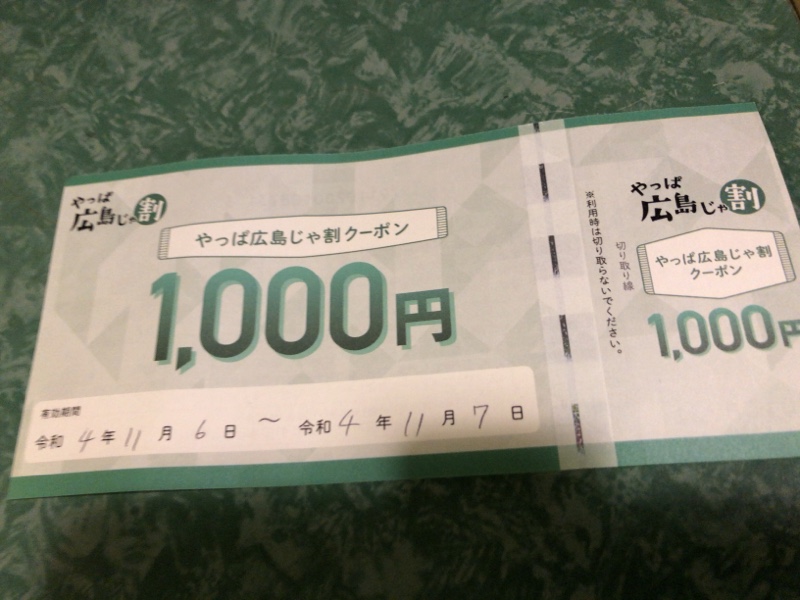 やっぱ
広島じゃ割
やっぱ広島じゃ割クーポン
1,000円
有効期間
令和 4年 11月 6日 ～ 令和 4年 11月 7日
※利用時は切り取らないでください。
切り取り線
やっぱ
広島じゃ割
やっぱ広島じゃ割
クーポン
1,000円